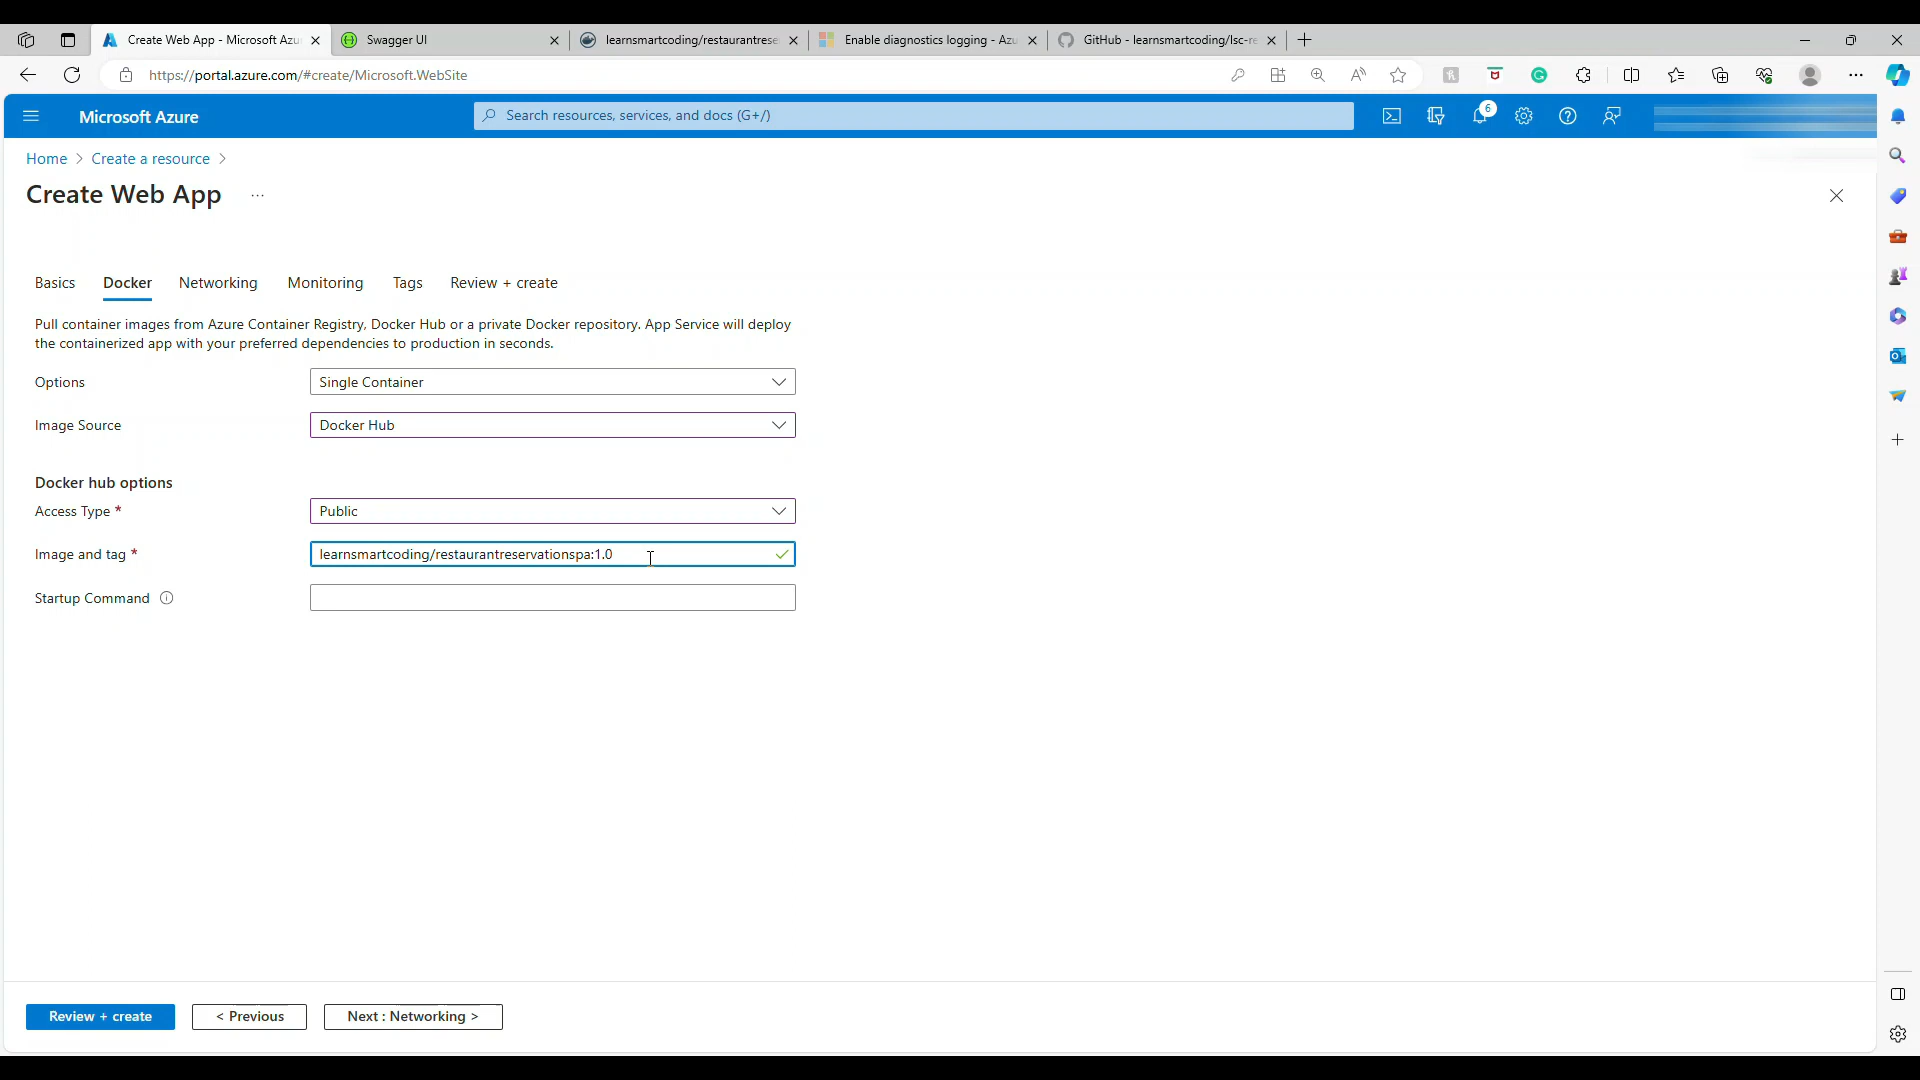 Create Web App - Microsoft Azu
Swagger UI
learnsmartcoding/restaurantrese
Enable diagnostics logging - Azu
GitHub - learnsmartcoding/lsc-re
https://portal.azure.com/#create/Microsoft.WebSite
Microsoft Azure
Search resources, services, and docs (G+/)
6
Home > Create a resource >
Create Web App ...
Basics Docker Networking Monitoring Tags Review + create
Pull container images from Azure Container Registry, Docker Hub or a private Docker repository. App Service will deploy
the containerized app with your preferred dependencies to production in seconds.
Options Single Container
Image Source Docker Hub
Docker hub options
Access Type * Public
Image and tag * learnsmartcoding/restaurantreservationspa:1.0
Startup Command
Review + create < Previous Next : Networking >